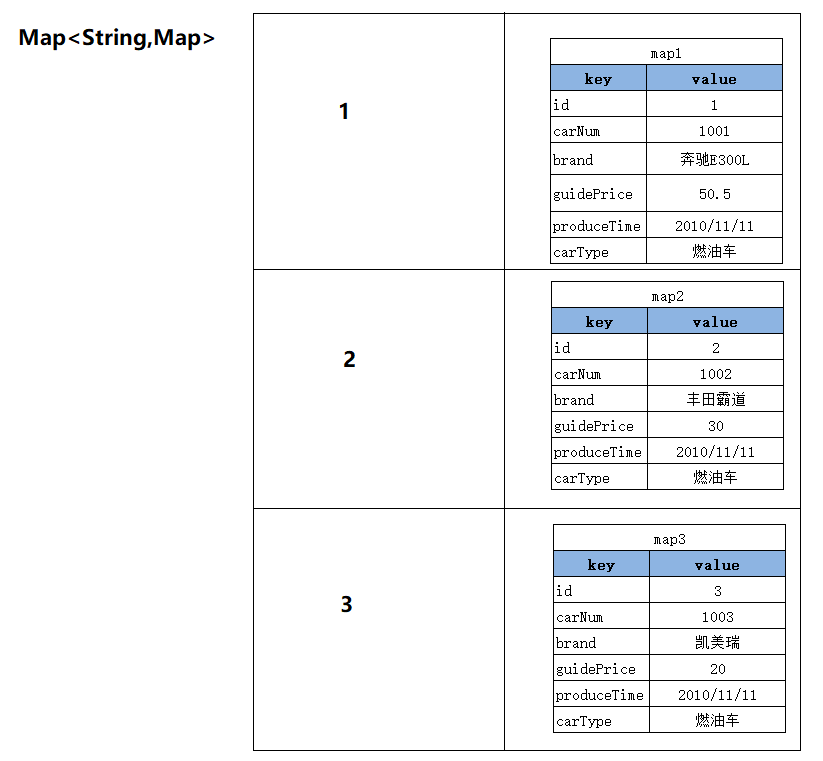 Map<String,Map>
1
map1
key value
id 1
carNum 1001
brand 奔驰E300L
guidePrice 50.5
produceTime 2010/11/11
carType 燃油车
2
map2
key value
id 2
carNum 1002
brand 丰田霸道
guidePrice 30
produceTime 2010/11/11
carType 燃油车
3
map3
key value
id 3
carNum 1003
brand 凯美瑞
guidePrice 20
produceTime 2010/11/11
carType 燃油车